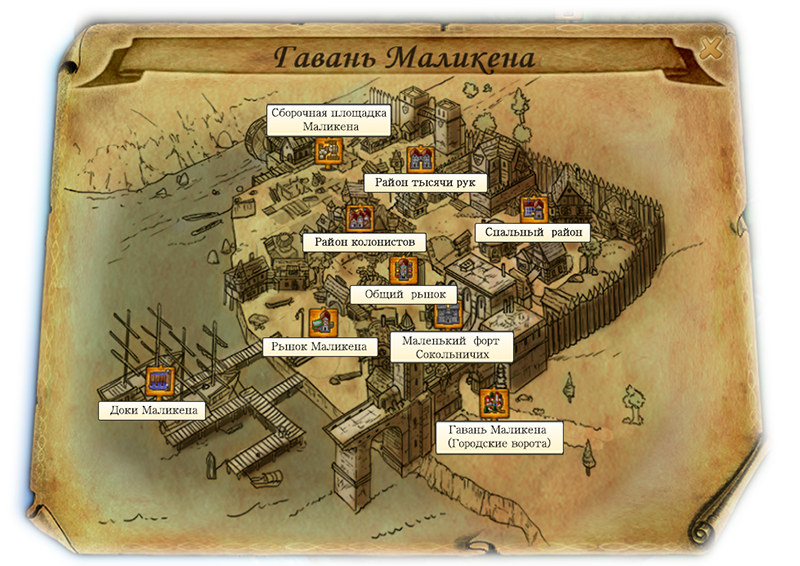 Гавань Маликена
Сборочная площадка
Маликена
Район тысячи рук
Спальный район
Район колонистов
Общий рынок
Рынок Маликена
Маленький форт
Сокольничих
Доки Маликена
Гавань Маликена
(Городские ворота)